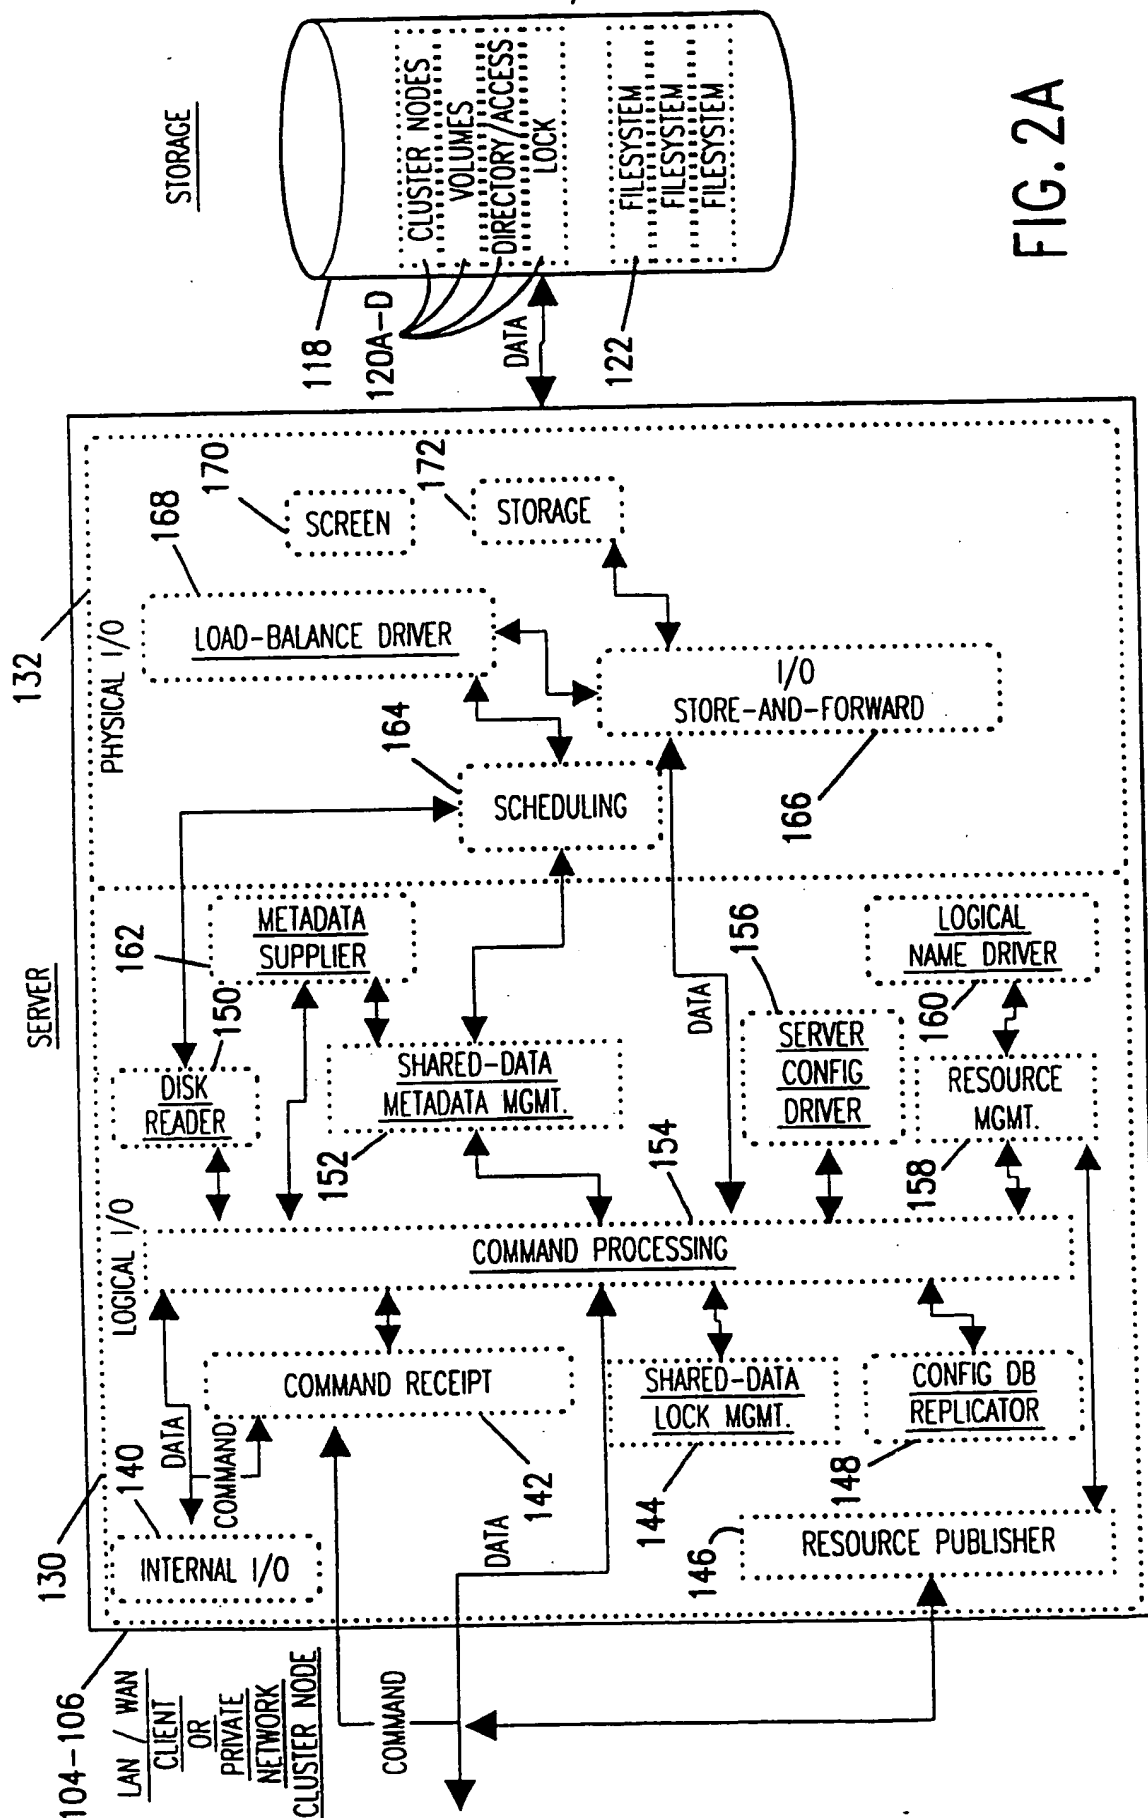 104-106
LAN / WAN
CLIENT
OR
PRIVATE
NETWORK
CLUSTER NODE
COMMAND
DATA
SERVER
130
LOGICAL I/O
140
INTERNAL I/O
DATA
COMMAND
COMMAND RECEIPT
142
SHARED-DATA
LOCK MGMT.
144
CONFIG DB
REPLICATOR
148
146
RESOURCE PUBLISHER
COMMAND PROCESSING
154
DISK
READER
150
METADATA
SUPPLIER
162
SHARED-DATA
METADATA MGMT.
152
DATA
SERVER
CONFIG
DRIVER
156
RESOURCE
MGMT.
158
LOGICAL
NAME DRIVER
160
132
PHYSICAL I/O
SCHEDULING
164
LOAD-BALANCE DRIVER
168
I/O
STORE-AND-FORWARD
166
SCREEN
170
STORAGE
172
STORAGE
118
120A-D
DATA
122
CLUSTER NODES
VOLUMES
DIRECTORY/ACCESS
LOCK
FILESYSTEM
FILESYSTEM
FILESYSTEM
FIG. 2A